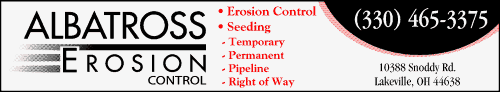 ALBATROSS
EROSION
CONTROL
• Erosion Control
• Seeding
- Temporary
- Permanent
- Pipeline
- Right of Way
(330) 465-3375
10388 Snoddy Rd.
Lakeville, OH 44638